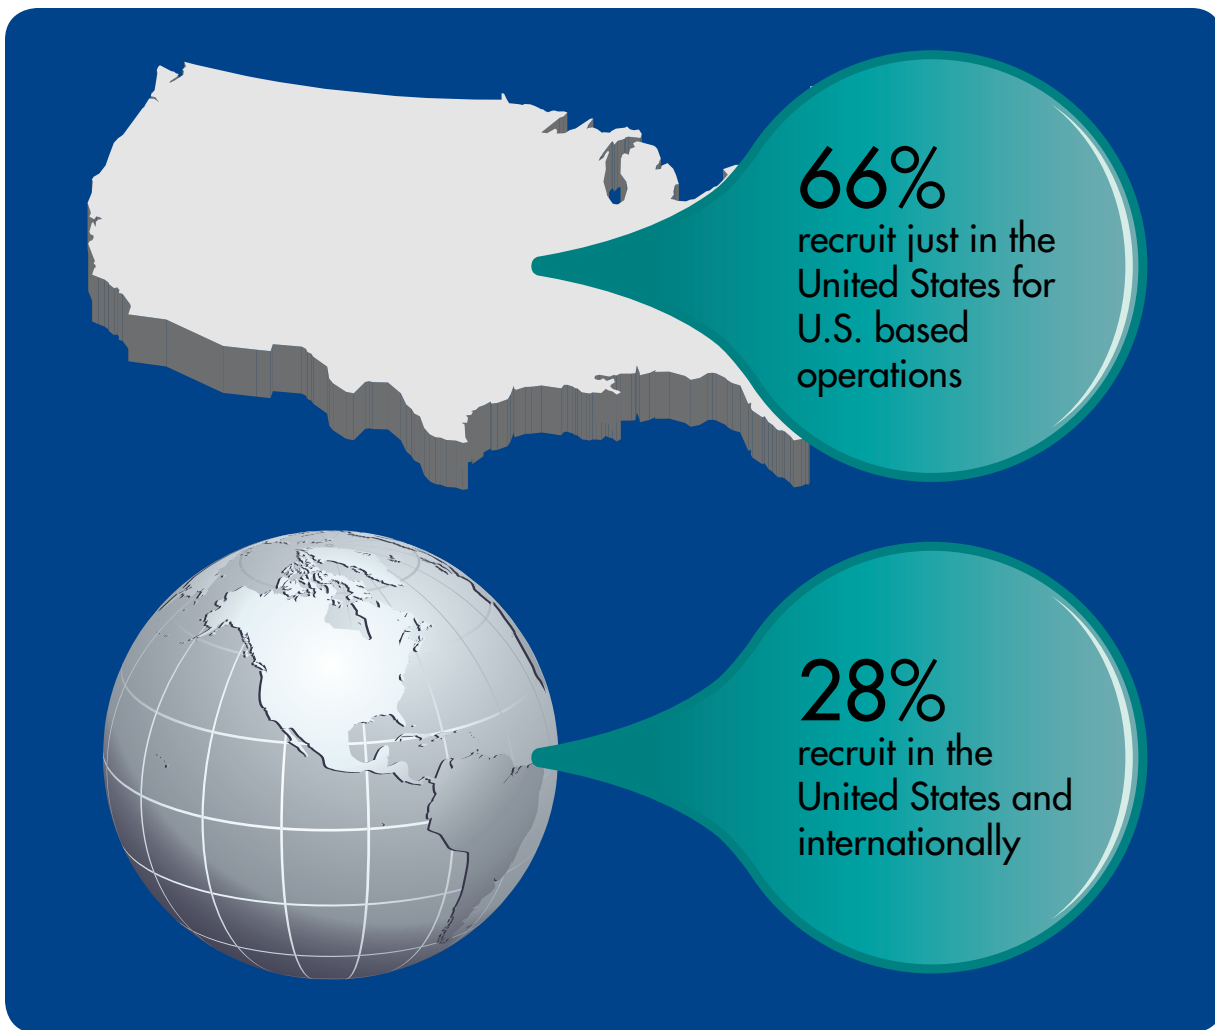 66%
recruit just in the
United States for
U.S. based
operations
28%
recruit in the
United States and
internationally